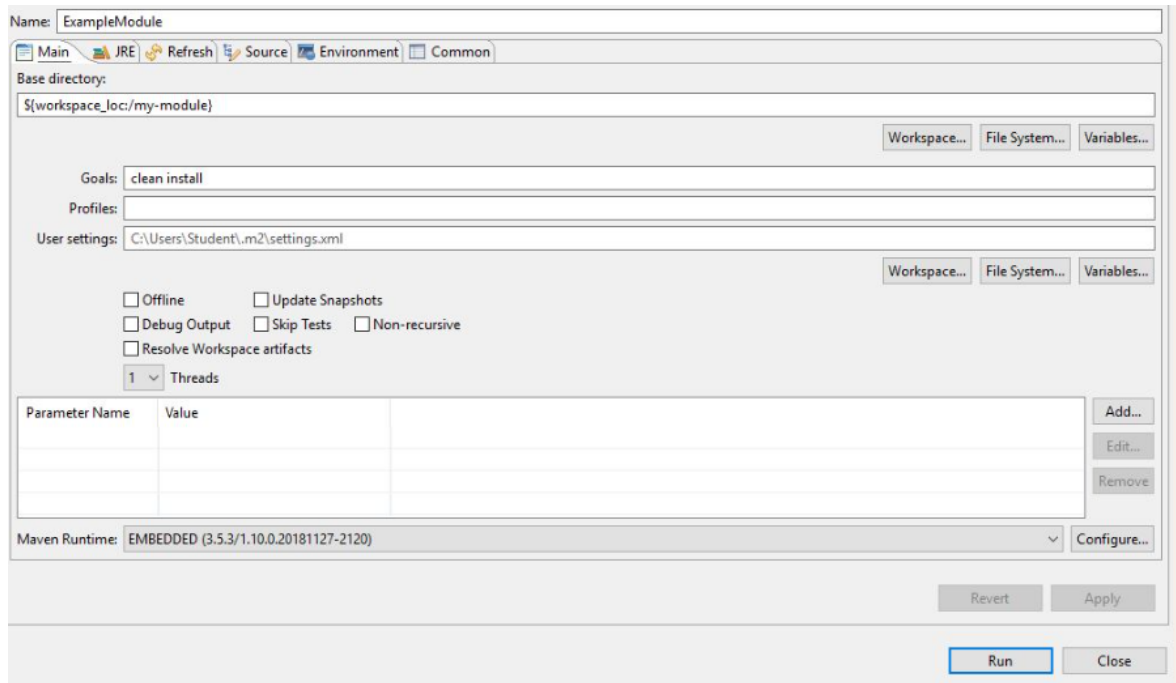 Name: ExampleModule
Main JRE Refresh Source Environment Common
Base directory:
${workspace_loc:/my-module}
Workspace... File System... Variables...
Goals: clean install
Profiles:
User settings: C:\Users\Student\.m2\settings.xml
Workspace... File System... Variables...
Offline Update Snapshots
Debug Output Skip Tests Non-recursive
Resolve Workspace artifacts
1 Threads
Parameter Name Value Add...
Edit...
Remove
Maven Runtime: EMBEDDED (3.5.3/1.10.0.20181127-2120) Configure...
Revert Apply
Run Close